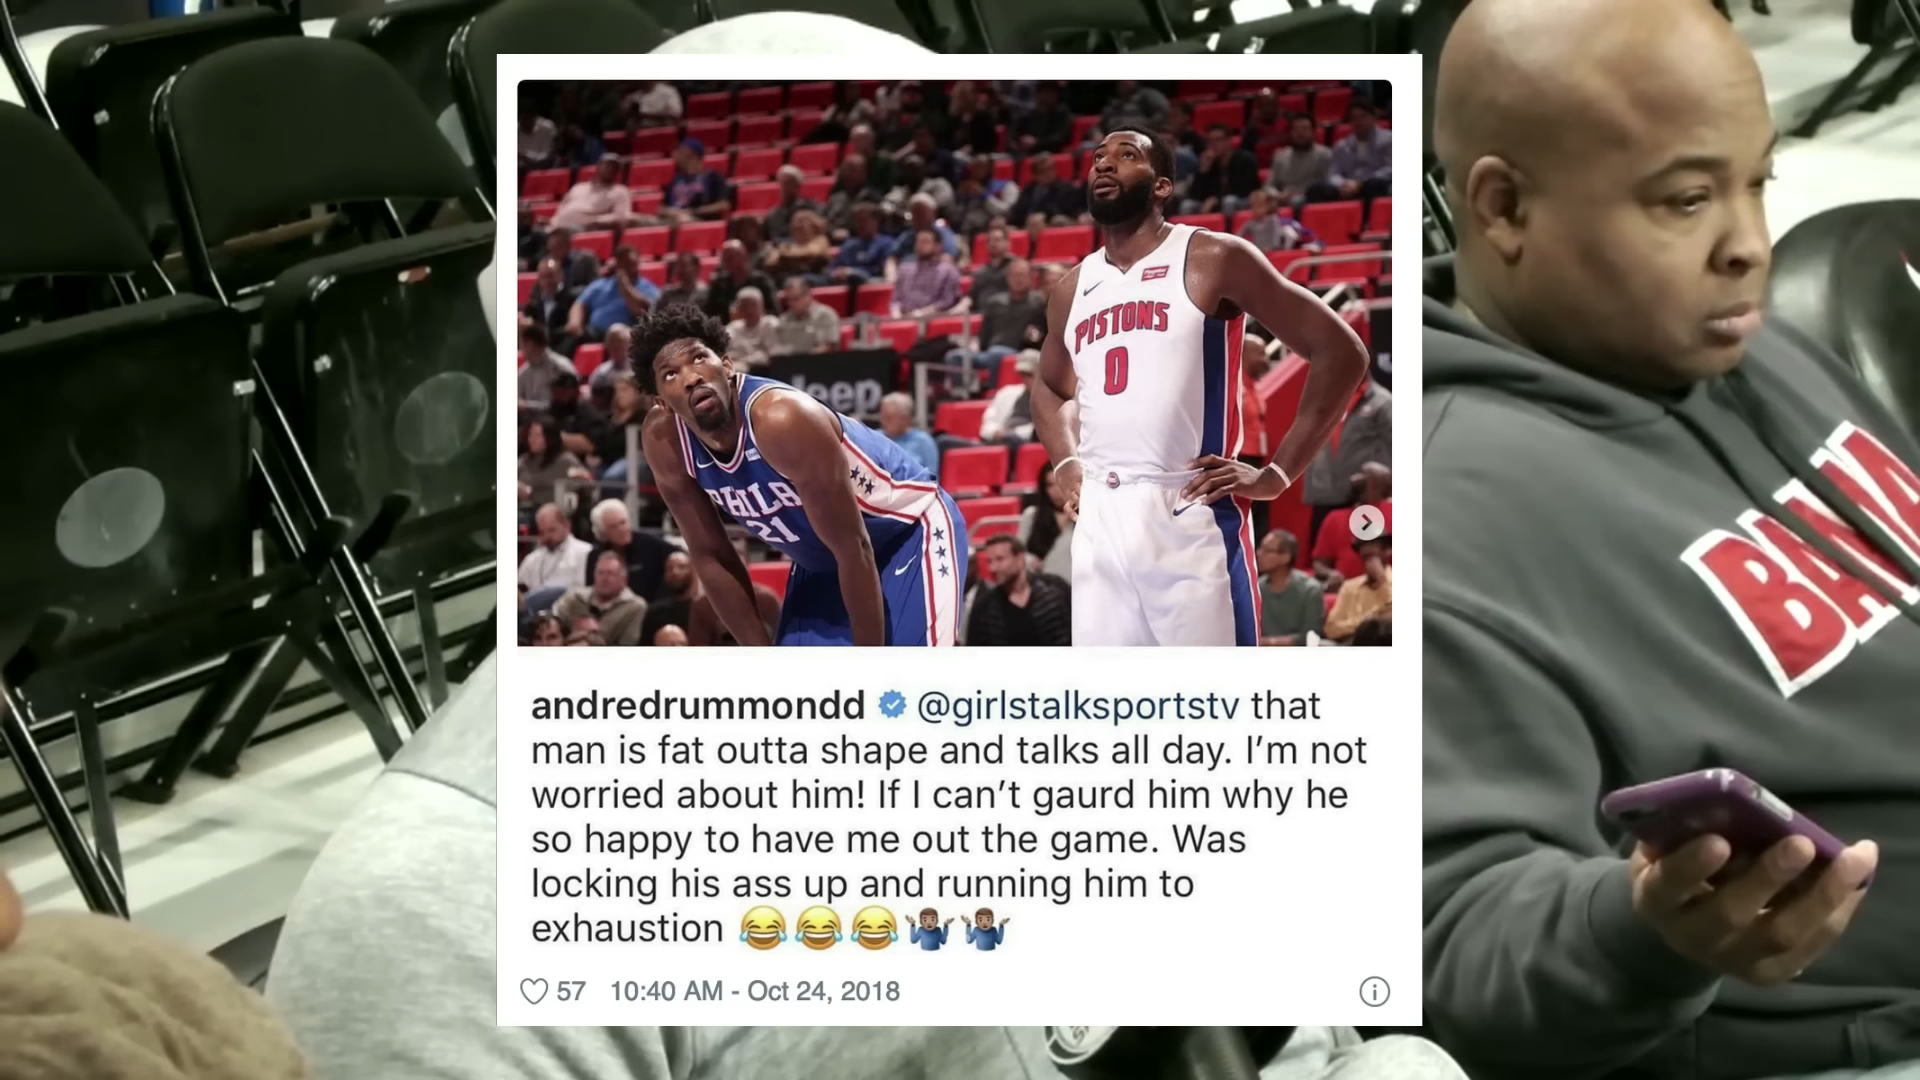 PISTONS
0
Jeep
PHILA
21
BAMA
andredrummondd @girlstalksportstv that
man is fat outta shape and talks all day. I'm not
worried about him! If I can't gaurd him why he
so happy to have me out the game. Was
locking his ass up and running him to
exhaustion 😂😂😂🤷🏾‍♂️🤷🏾‍♂️
57 10:40 AM - Oct 24, 2018